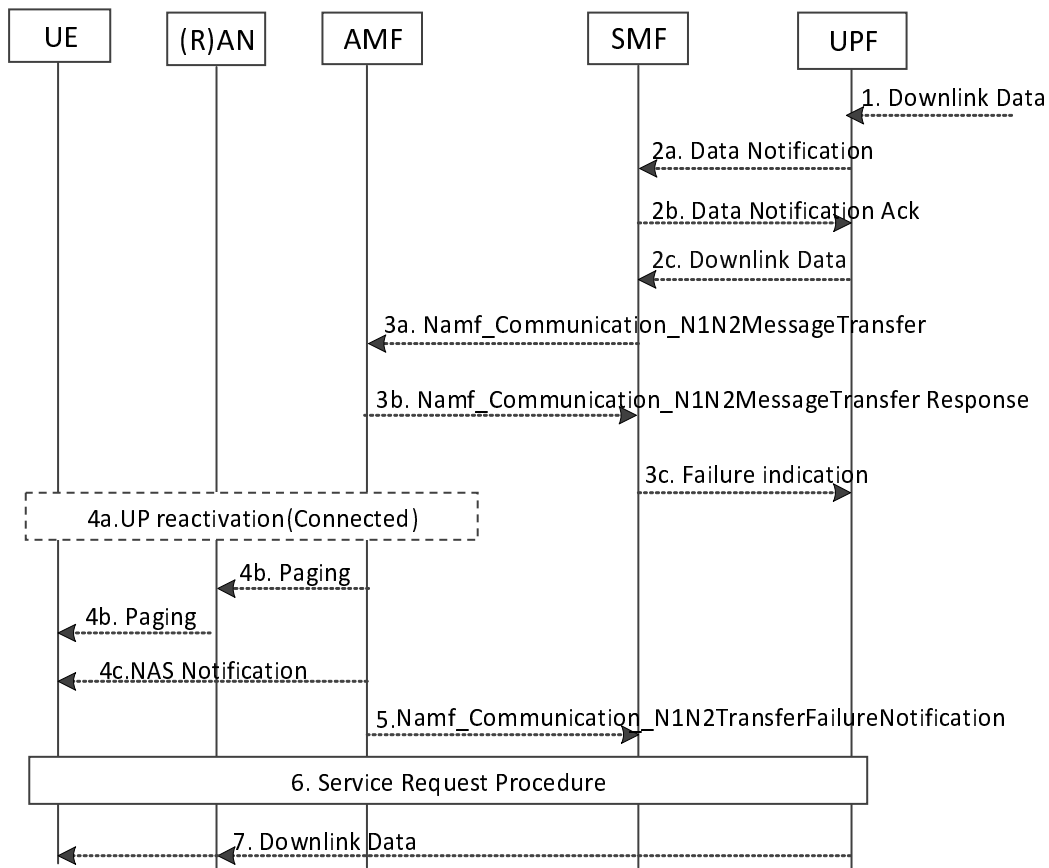 UE
(R)AN
AMF
SMF
UPF
1. Downlink Data
2a. Data Notification
2b. Data Notification Ack
2c. Downlink Data
3a. Namf_Communication_N1N2MessageTransfer
3b. Namf_Communication_N1N2MessageTransfer Response
3c. Failure indication
4a.UP reactivation(Connected)
4b. Paging
4b. Paging
4c.NAS Notification
5.Namf_Communication_N1N2TransferFailureNotification
6. Service Request Procedure
7. Downlink Data